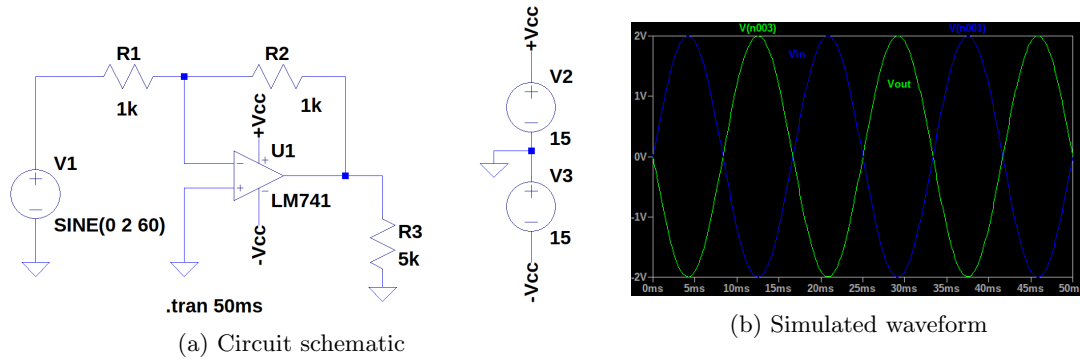 R1
R2
1k
1k
+Vcc
U1
V1
LM741
SINE(0 2 60)
-Vcc
R3
5k
.tran 50ms
+Vcc
V2
15
V3
15
-Vcc
(a) Circuit schematic
V(n003)
V(n001)
2V
Vin
1V
Vout
0V
-1V
-2V
0ms 5ms 10ms 15ms 20ms 25ms 30ms 35ms 40ms 45ms 50m
(b) Simulated waveform